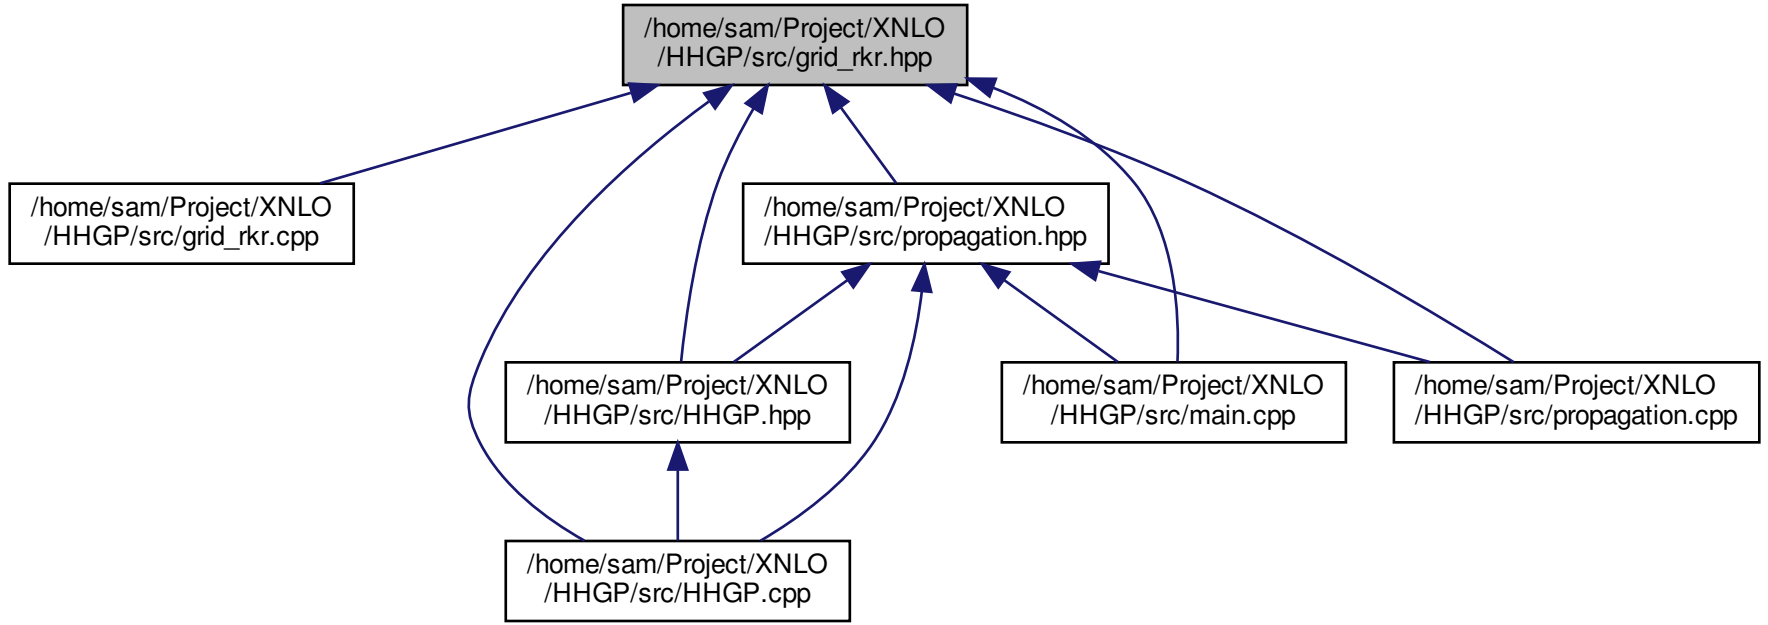 /home/sam/Project/XNLO
/HHGP/src/grid_rkr.hpp
/home/sam/Project/XNLO
/HHGP/src/grid_rkr.cpp
/home/sam/Project/XNLO
/HHGP/src/propagation.hpp
/home/sam/Project/XNLO
/HHGP/src/HHGP.hpp
/home/sam/Project/XNLO
/HHGP/src/main.cpp
/home/sam/Project/XNLO
/HHGP/src/propagation.cpp
/home/sam/Project/XNLO
/HHGP/src/HHGP.cpp